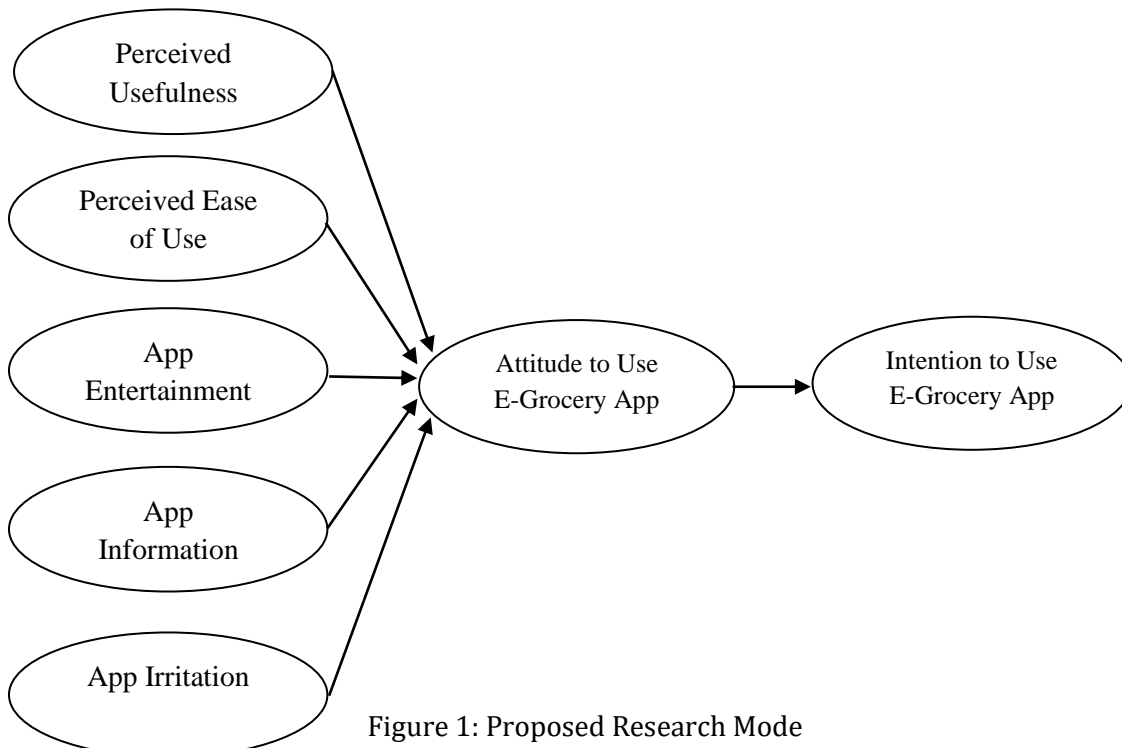 Perceived
Usefulness
Perceived Ease
of Use
App
Entertainment
App
Information
App Irritation
Attitude to Use
E-Grocery App
Intention to Use
E-Grocery App
Figure 1: Proposed Research Mode